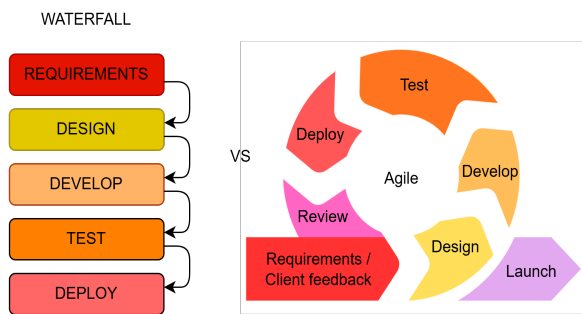 WATERFALL
REQUIREMENTS
DESIGN
DEVELOP
TEST
DEPLOY
VS
Test
Deploy
Develop
Agile
Review
Design
Requirements /
Client feedback
Launch